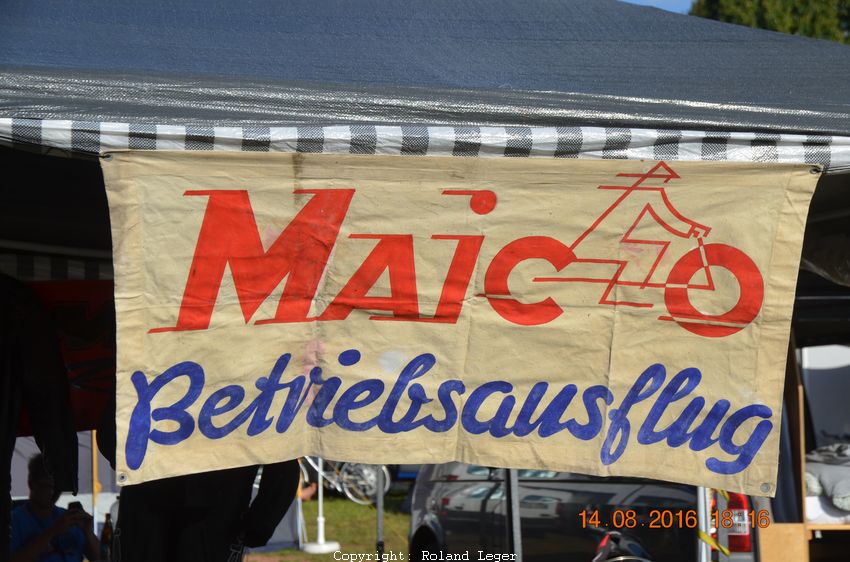 MAICO
Betriebsausflug
14.08.2016 18:16
Copyright: Roland Leger